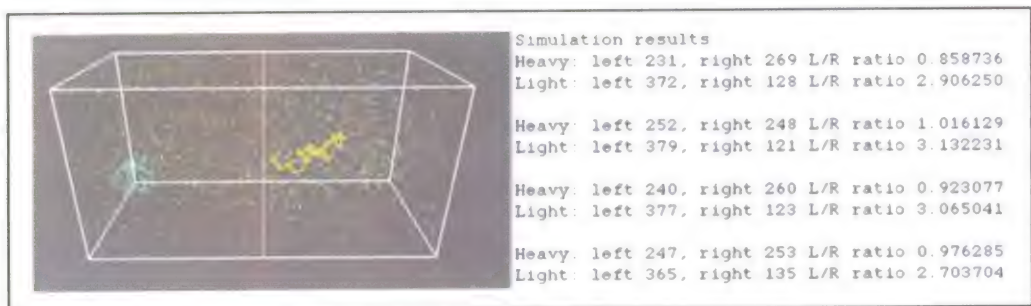 Simulation results
Heavy: left 231, right 269 L/R ratio 0.858736
Light: left 372, right 128 L/R ratio 2.906250
Heavy: left 252, right 248 L/R ratio 1.016129
Light: left 379, right 121 L/R ratio 3.132231
Heavy: left 240, right 260 L/R ratio 0.923077
Light: left 377, right 123 L/R ratio 3.065041
Heavy: left 247, right 253 L/R ratio 0.976285
Light: left 365, right 135 L/R ratio 2.703704